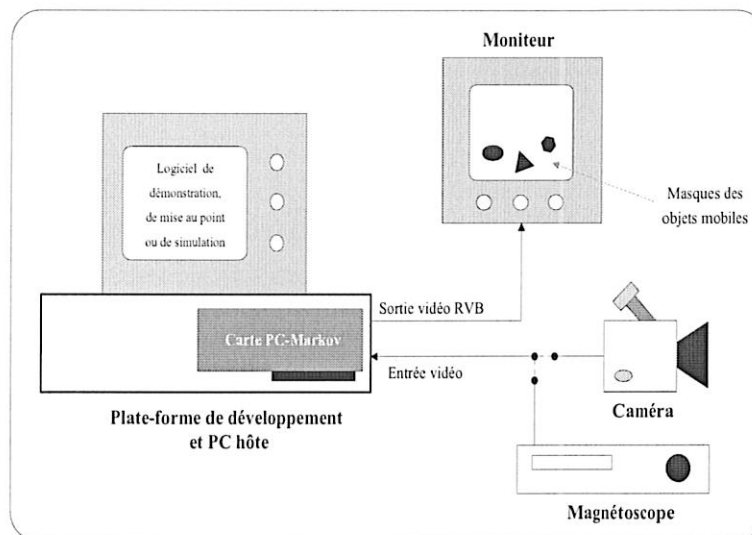 Moniteur
Logiciel de
démonstration,
de mise au point
ou de simulation
Masques des
objets mobiles
Sortie vidéo RVB
Carte PC-Markov
Entrée vidéo
Plate-forme de développement
et PC hôte
Caméra
Magnétoscope